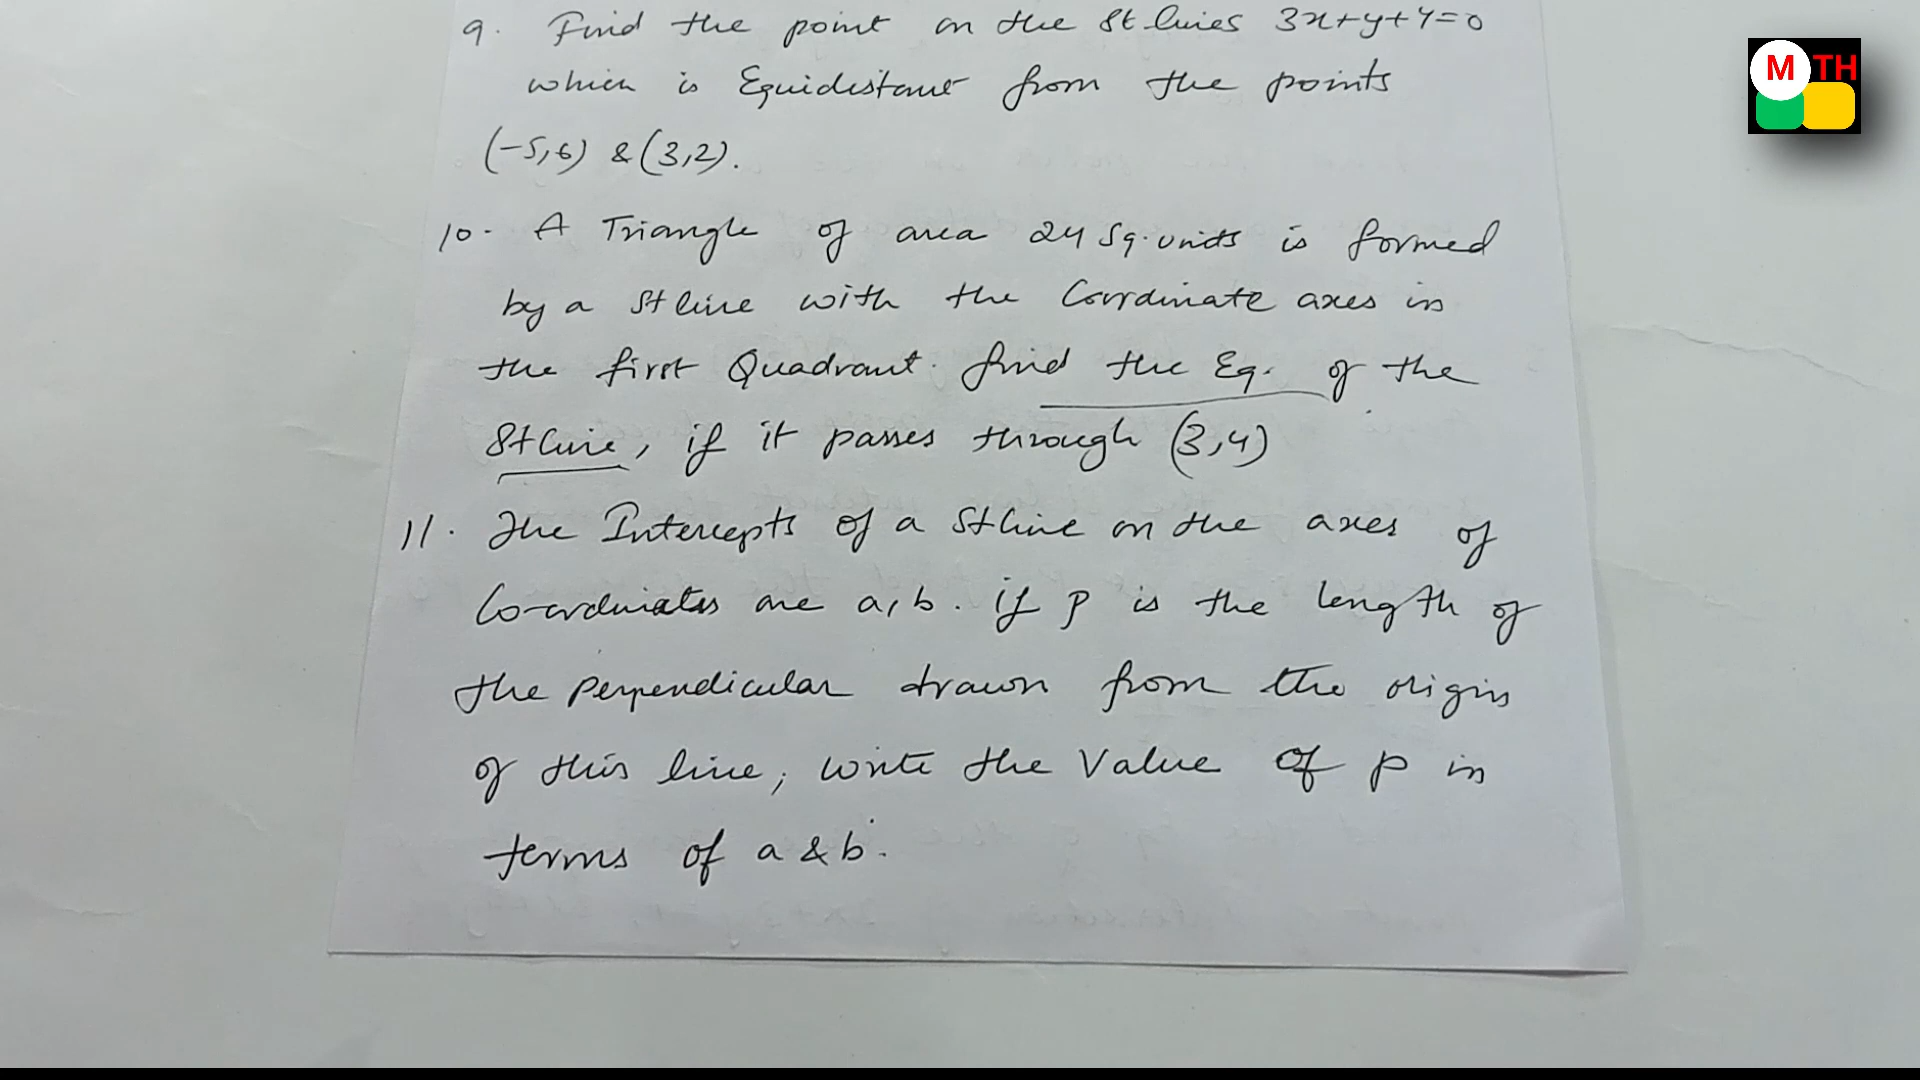 9. Find the point on the St lines 3x+y+4=0
which is Equidistant from the points
(-5,6) & (3,2).
10. A Triangle of area 24 Sq.units is formed
by a St line with the Coordinate axes in
the first Quadrant. find the Eq. of the
St line, if it passes through (3,4)
11. The Intercepts of a St line on the axes of
Co-ordinates are a,b. if p is the length of
the perpendicular drawn from the origin
of this line, write the Value of p in
terms of a & b.
M TH